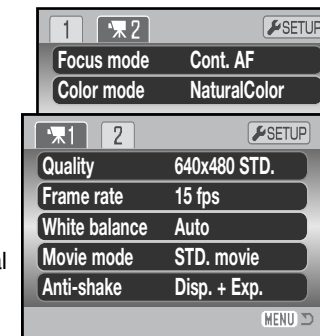 1 2 SETUP
Focus mode Cont. AF
Color mode NaturalColor
1 2 SETUP
Quality 640x480 STD.
Frame rate 15 fps
White balance Auto
Movie mode STD. movie
al
Anti-shake Disp. + Exp.
MENU